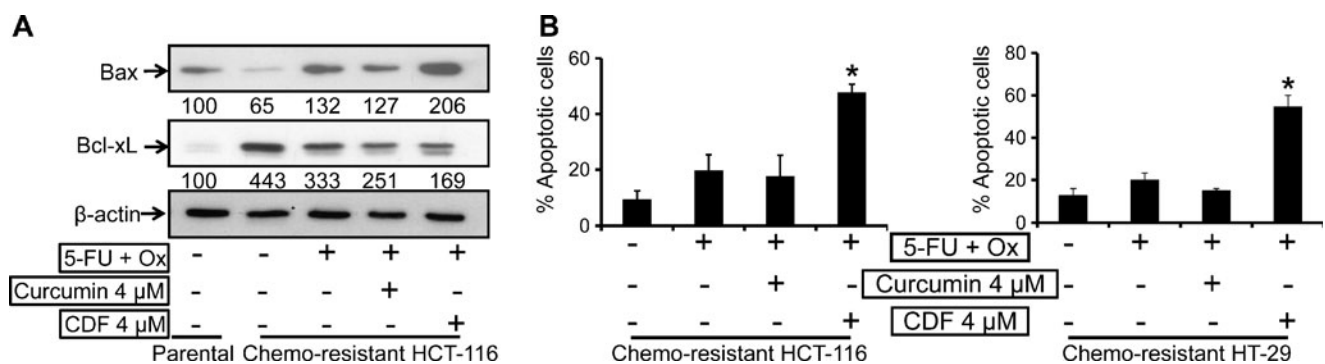 A
Bax
100 65 132 127 206
Bcl-xL
100 443 333 251 169
β-actin
5-FU + Ox - - + + +
Curcumin 4 µM - - - + -
CDF 4 µM - - - - +
Parental Chemo-resistant HCT-116
B
% Apoptotic cells
60
40
20
0
*
- + + +
- - + -
- - - +
Chemo-resistant HCT-116
5-FU + Ox
Curcumin 4 µM
CDF 4 µM
% Apoptotic cells
80
60
40
20
0
*
- + + +
- - + -
- - - +
Chemo-resistant HT-29